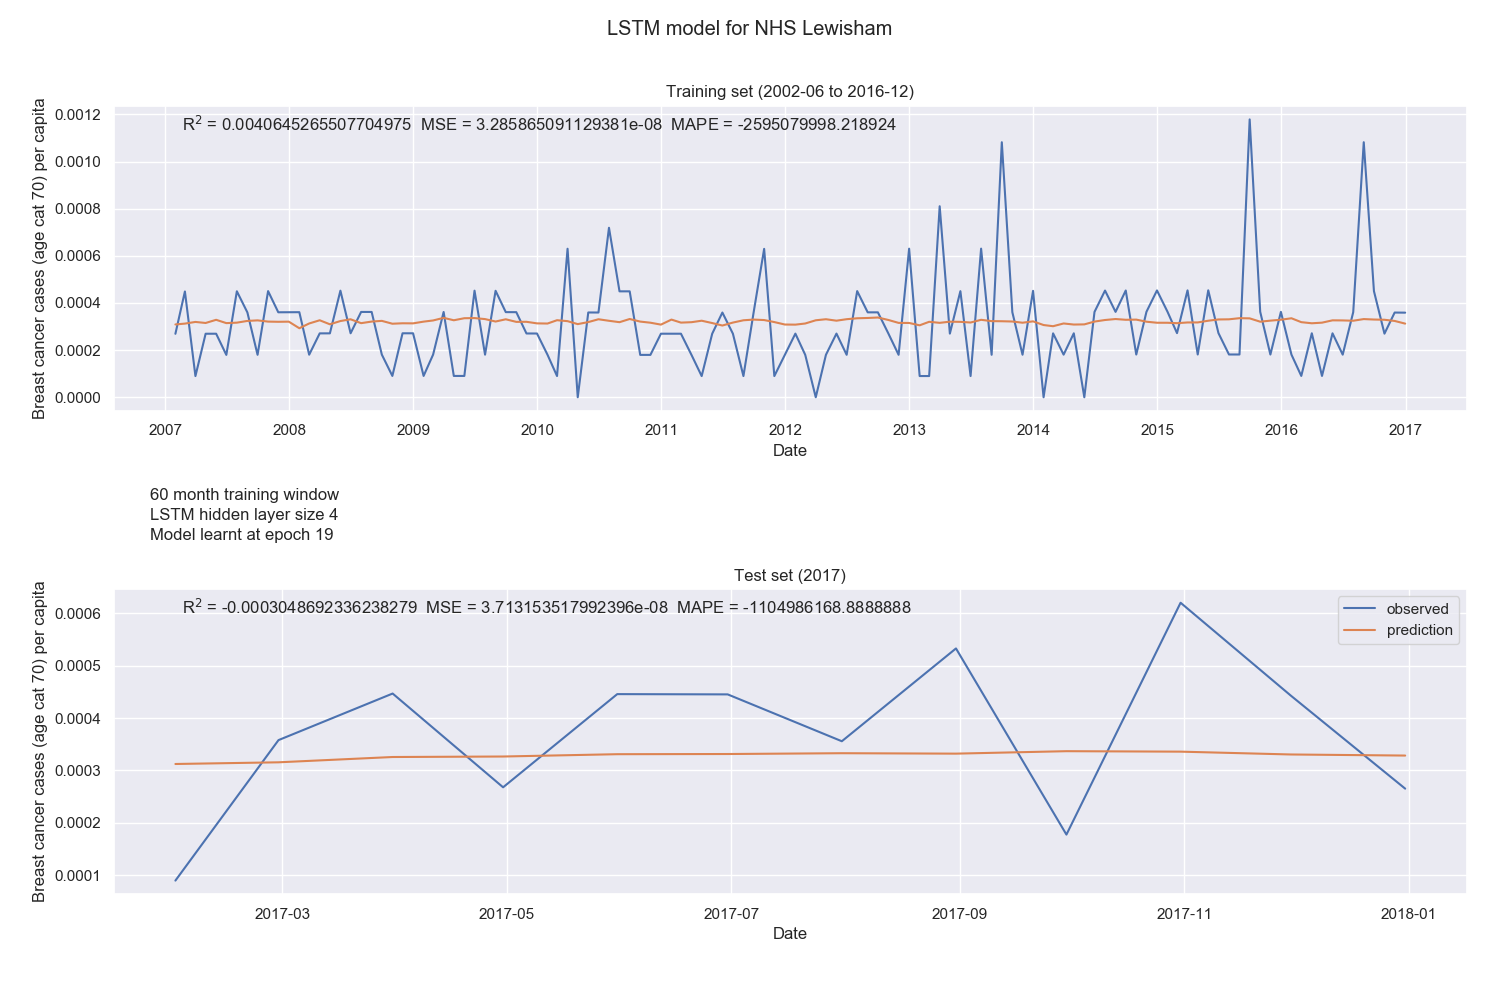 LSTM model for NHS Lewisham
Training set (2002-06 to 2016-12)
R² = 0.0040645265507704975 MSE = 3.285865091129381e-08 MAPE = -2595079998.218924
Breast cancer cases (age cat 70) per capita
0.0012
0.0010
0.0008
0.0006
0.0004
0.0002
0.0000
2007 2008 2009 2010 2011 2012 2013 2014 2015 2016 2017
Date
60 month training window
LSTM hidden layer size 4
Model learnt at epoch 19
Test set (2017)
R² = -0.0003048692336238279 MSE = 3.713153517992396e-08 MAPE = -1104986168.8888888
observed
prediction
Breast cancer cases (age cat 70) per capita
0.0006
0.0005
0.0004
0.0003
0.0002
0.0001
2017-03 2017-05 2017-07 2017-09 2017-11 2018-01
Date